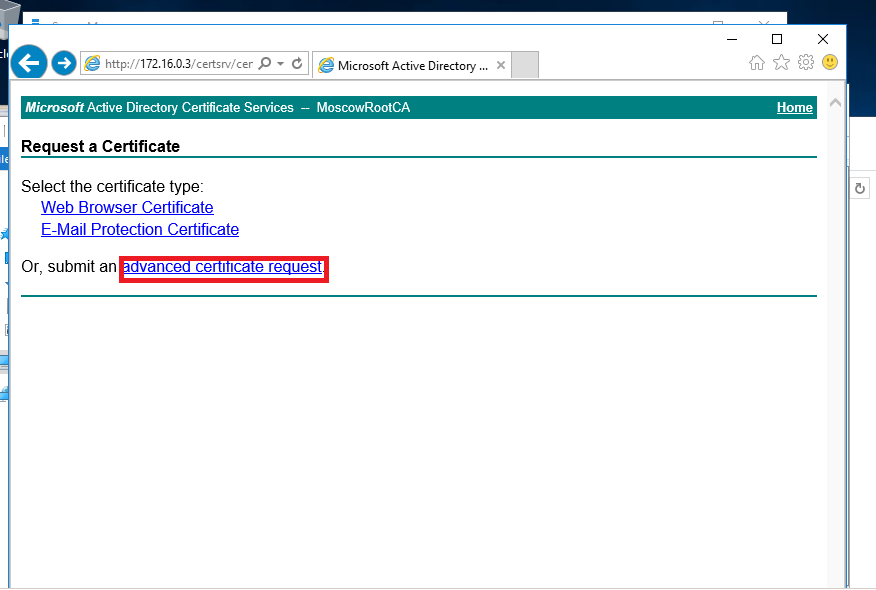 http://172.16.0.3/certsrv/cer
Microsoft Active Directory ...
Microsoft Active Directory Certificate Services -- MoscowRootCA
Home
Request a Certificate
Select the certificate type:
Web Browser Certificate
E-Mail Protection Certificate
Or, submit an advanced certificate request.